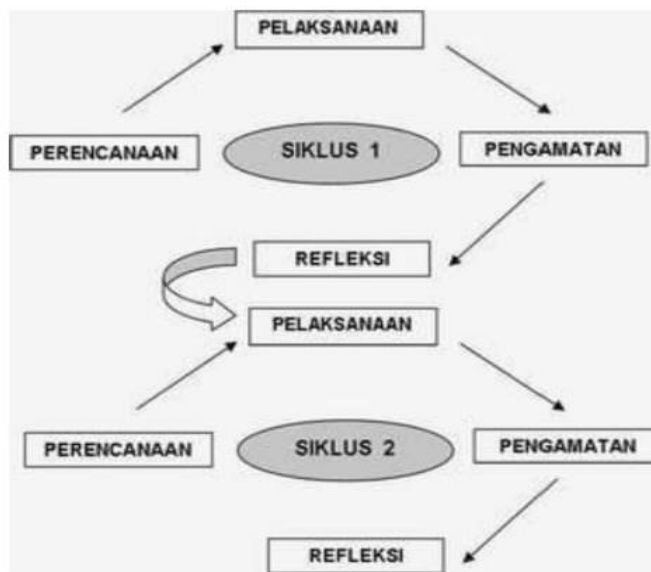 PELAKSANAAN
PERENCANAAN
SIKLUS 1
PENGAMATAN
REFLEKSI
PELAKSANAAN
PERENCANAAN
SIKLUS 2
PENGAMATAN
REFLEKSI